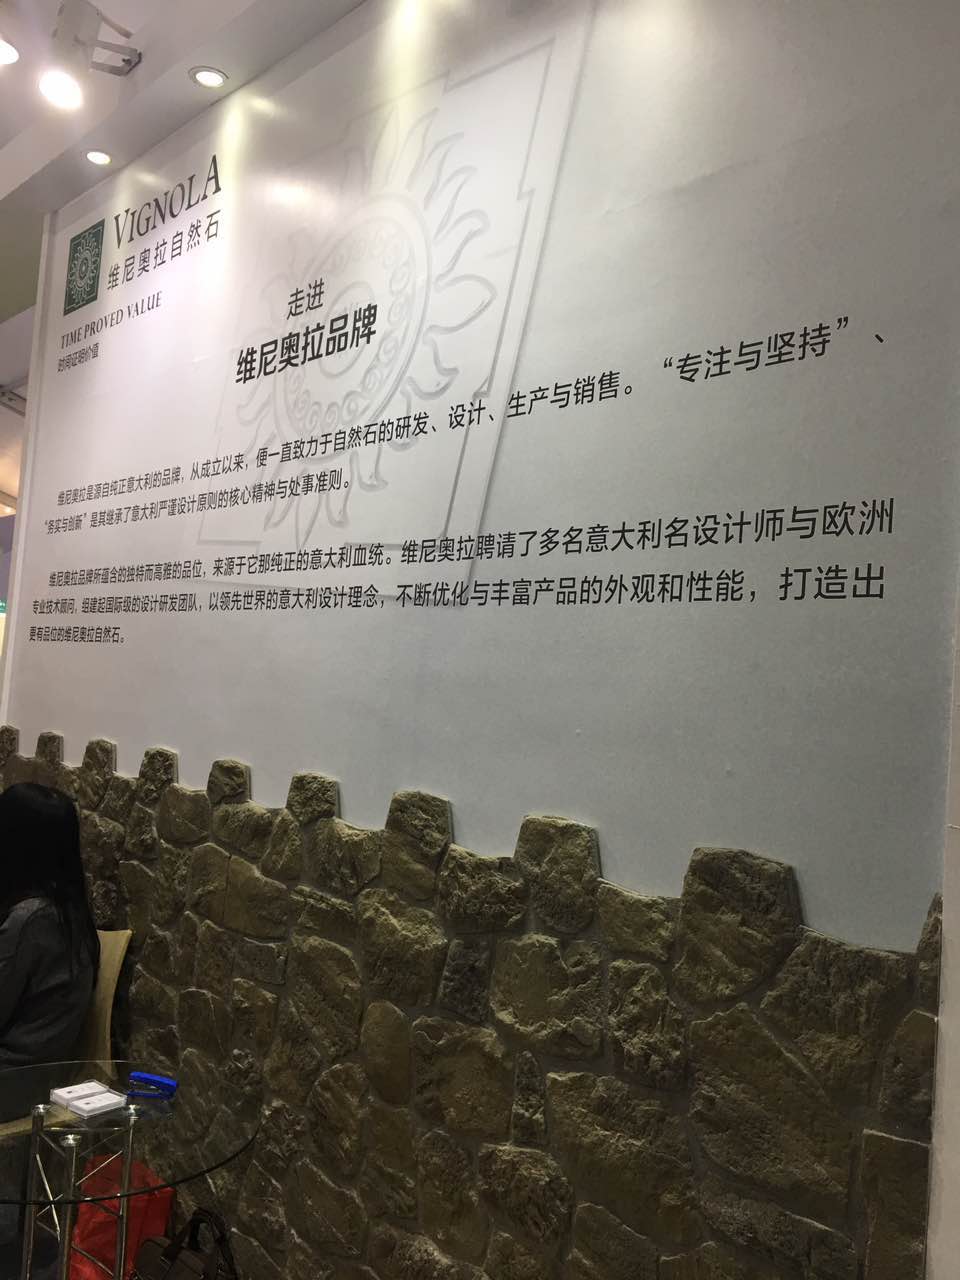 VIGNOLA
维尼奥拉自然石
TIME PROVED VALUE
时间证明价值
走进
维尼奥拉品牌
维尼奥拉是源自纯正意大利的品牌，从成立以来，便一直致力于自然石的研发、设计、生产与销售。“专注与坚持”、
“务实与创新”是其继承了意大利严谨设计原则的核心精神与处事准则。
维尼奥拉品牌所蕴含的独特而高雅的品位，来源于它那纯正的意大利血统。维尼奥拉聘请了多名意大利名设计师与欧洲
专业技术顾问，组建起国际级的设计研发团队，以领先世界的意大利设计理念，不断优化与丰富产品的外观和性能，打造出
更有品位的维尼奥拉自然石。